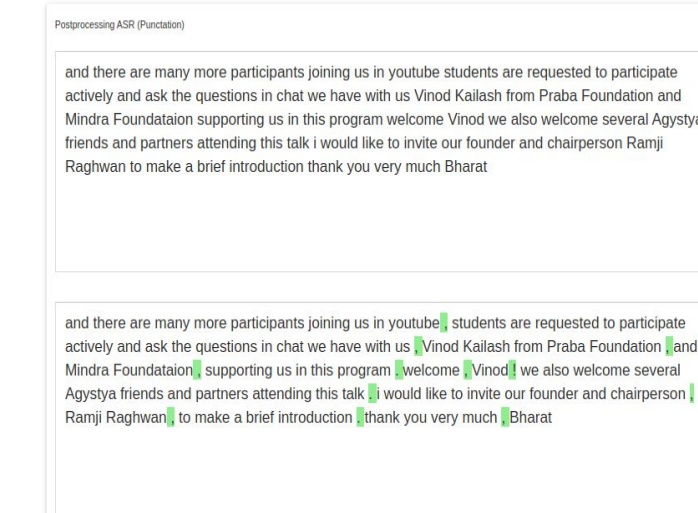 Postprocessing ASR (Punctation)
and there are many more participants joining us in youtube students are requested to participate
actively and ask the questions in chat we have with us Vinod Kailash from Praba Foundation and
Mindra Foundataion supporting us in this program welcome Vinod we also welcome several Agystya
friends and partners attending this talk i would like to invite our founder and chairperson Ramji
Raghwan to make a brief introduction thank you very much Bharat
and there are many more participants joining us in youtube , students are requested to participate
actively and ask the questions in chat we have with us , Vinod Kailash from Praba Foundation , and
Mindra Foundataion , supporting us in this program . welcome , Vinod ! we also welcome several
Agystya friends and partners attending this talk . i would like to invite our founder and chairperson ,
Ramji Raghwan , to make a brief introduction . thank you very much , Bharat